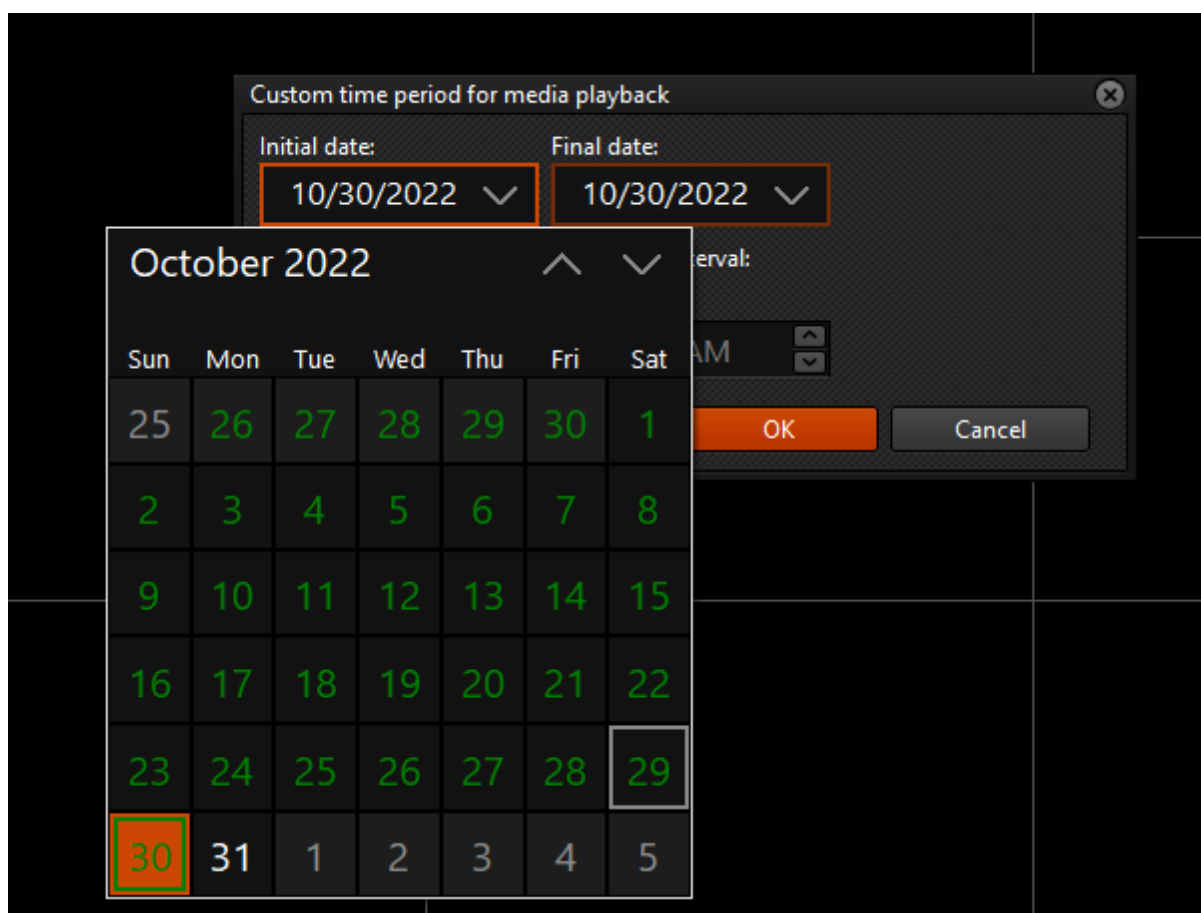 Custom time period for media playback
Initial date: Final date:
10/30/2022 10/30/2022
October 2022
erval:
Sun Mon Tue Wed Thu Fri Sat
AM
25 26 27 28 29 30 1
OK Cancel
2 3 4 5 6 7 8
9 10 11 12 13 14 15
16 17 18 19 20 21 22
23 24 25 26 27 28 29
30 31 1 2 3 4 5